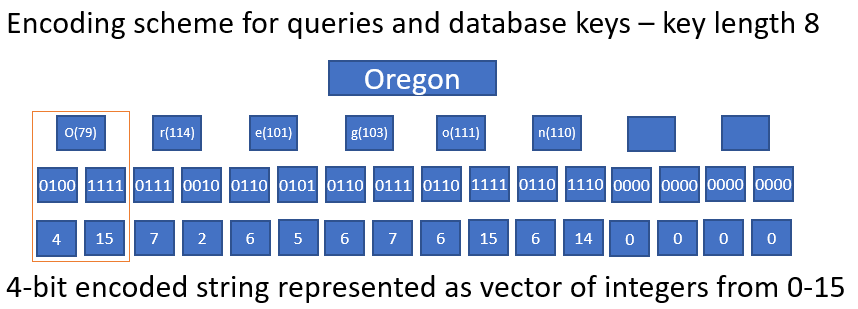 Encoding scheme for queries and database keys – key length 8
Oregon
O(79) r(114) e(101) g(103) o(111) n(110)
0100 1111 0111 0010 0110 0101 0110 0111 0110 1111 0110 1110 0000 0000 0000 0000
4 15 7 2 6 5 6 7 6 15 6 14 0 0 0 0
4-bit encoded string represented as vector of integers from 0-15